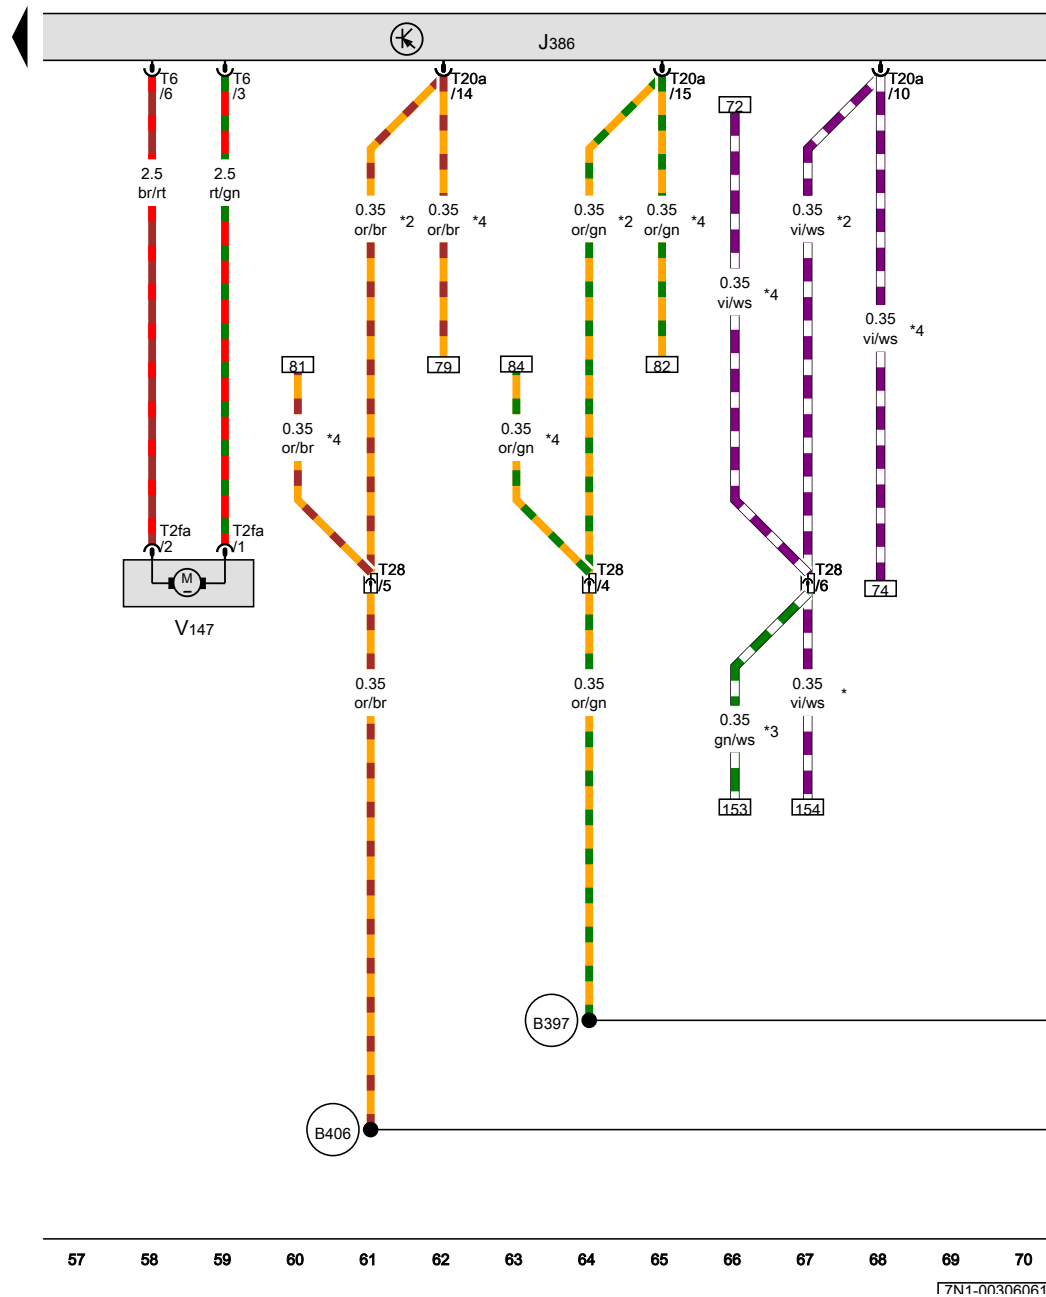 J386
T6
/6
T6
/3
T20a
/14
T20a
/15
T20a
/10
72
2.5
br/rt
2.5
rt/gn
0.35
or/br
*2
0.35
or/br
*4
0.35
or/gn
*2
0.35
or/gn
*4
0.35
vi/ws
*2
0.35
vi/ws
*4
0.35
vi/ws
*4
81
79
84
82
0.35
or/br
*4
0.35
or/gn
*4
T2fa
/2
T2fa
/1
M
V147
T28
/5
T28
/4
T28
/6
74
0.35
or/br
0.35
or/gn
0.35
vi/ws
*
0.35
gn/ws
*3
153
154
B397
B406
57 58 59 60 61 62 63 64 65 66 67 68 69 70
7N1-00306061